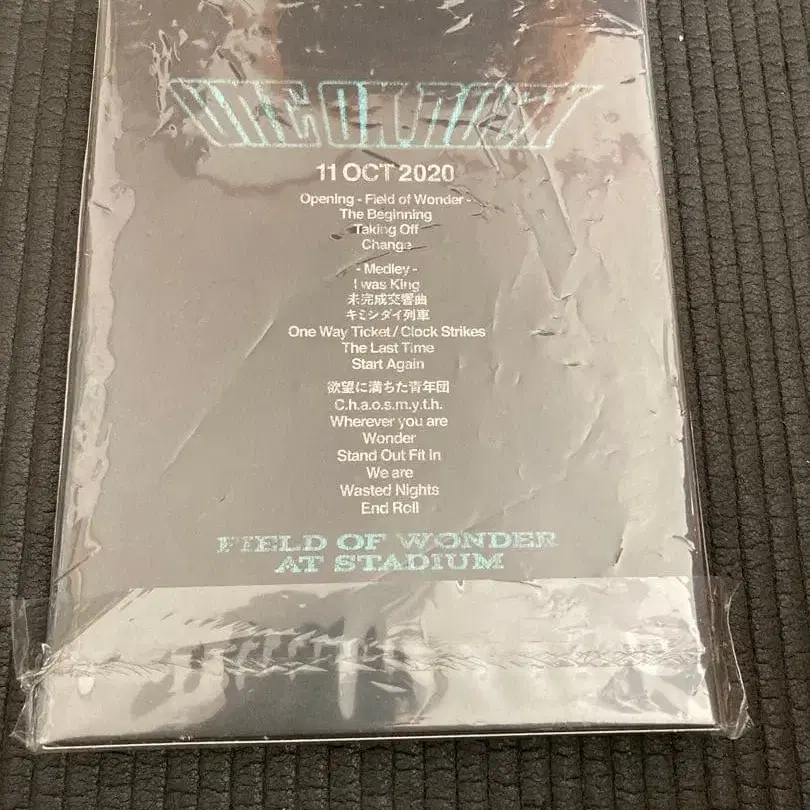 11 OCT 2020
Opening - Field of Wonder -
The Beginning
Taking Off
Change
- Medley -
I was King
未完成交響曲
キミシダイ列車
One Way Ticket / Clock Strikes
The Last Time
Start Again
欲望に満ちた青年団
C.h.a.o.s.m.y.t.h.
Wherever you are
Wonder
Stand Out Fit In
We are
Wasted Nights
End Roll
FIELD OF WONDER
AT STADIUM